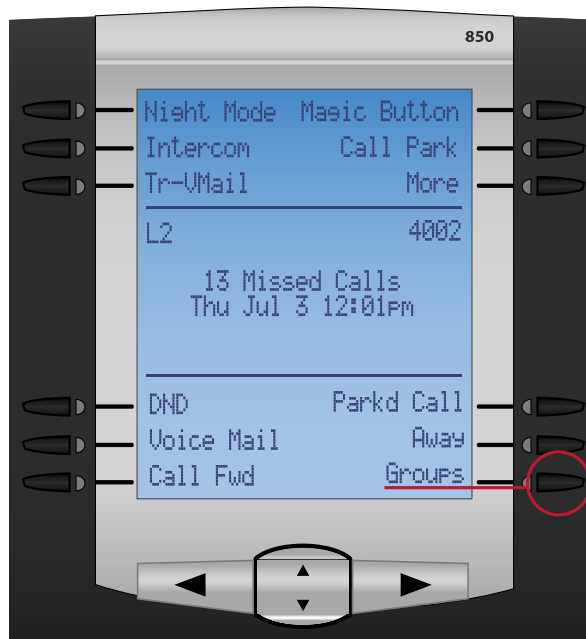 850
Night Mode Magic Button
Intercom Call Park
Tr-VMail More
L2 4002
13 Missed Calls
Thu Jul 3 12:01pm
DND Parkd Call
Voice Mail Away
Call Fwd Groups